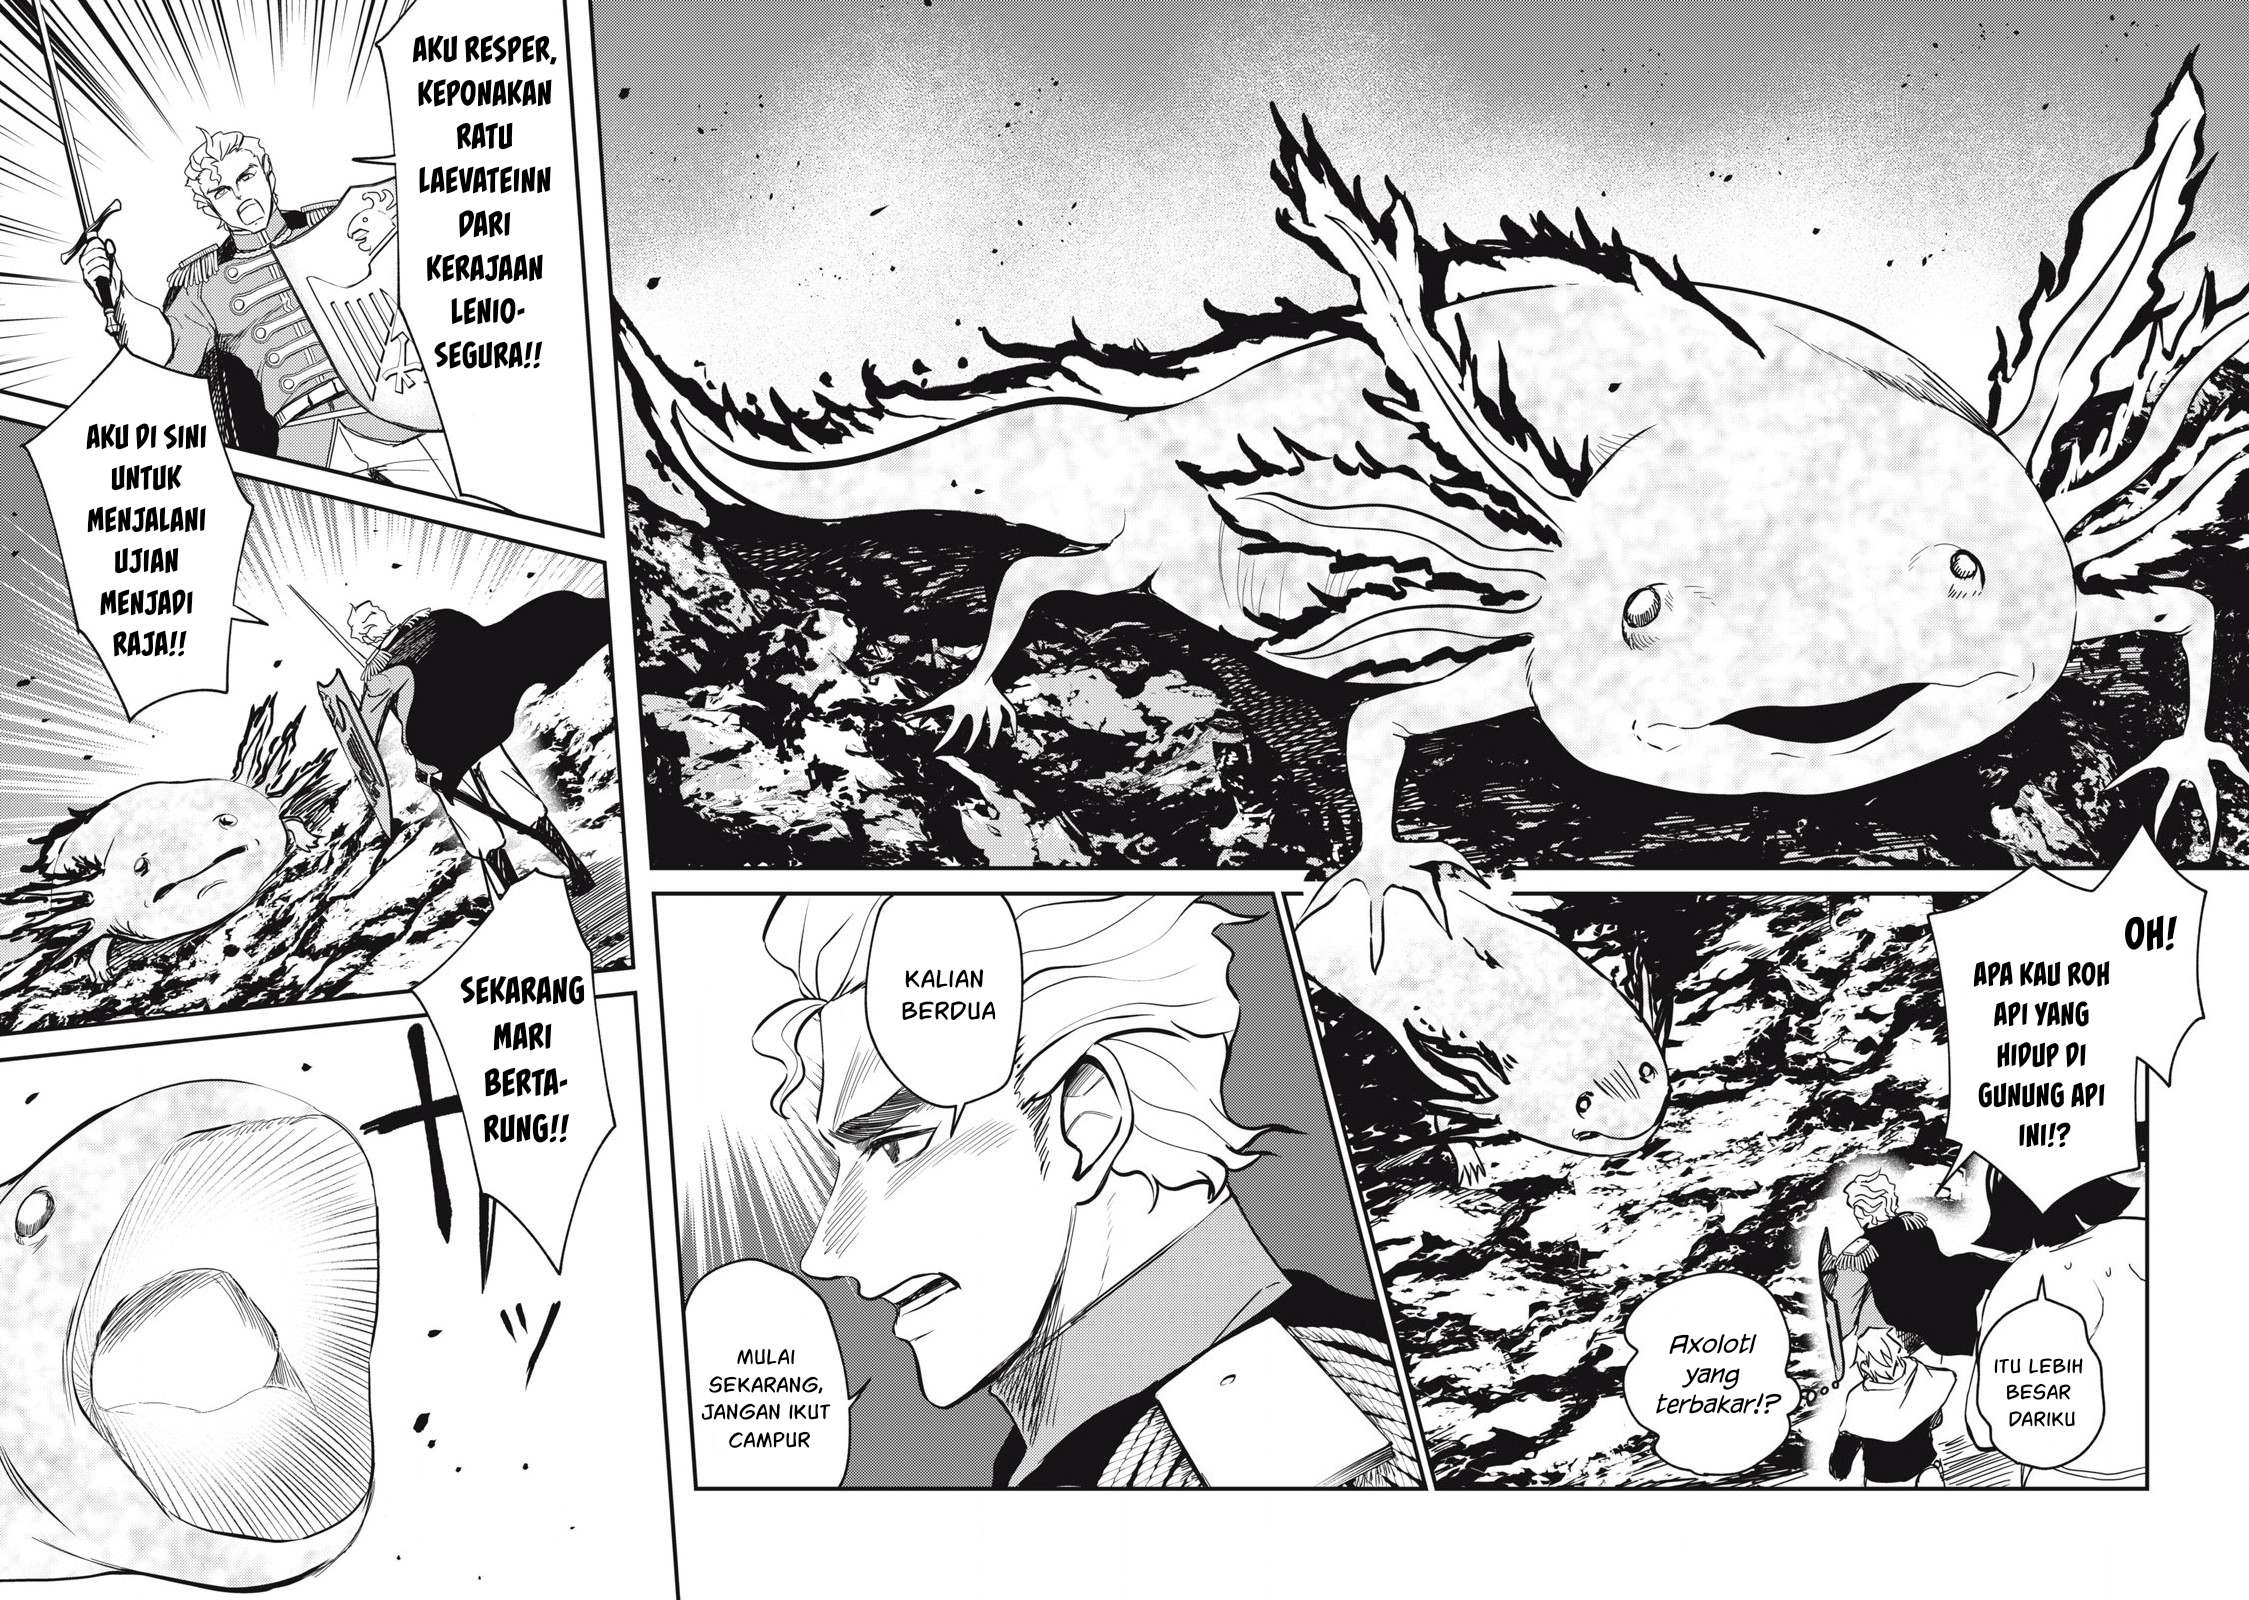 OH!
APA KAU ROH
API YANG
HIDUP DI
GUNUNG API
INI!?
ITU LEBIH
BESAR
DARIKU
Axolotl
yang
terbakar!?
KALIAN
BERDUA
MULAI
SEKARANG,
JANGAN IKUT
CAMPUR
AKU RESPER,
KEPONAKAN
RATU
LAEVATEINN
DARI
KERAJAAN
LENIO-
SEGURA!!
AKU DI SINI
UNTUK
MENJALANI
UJIAN
MENJADI
RAJA!!
SEKARANG
MARI
BERTA-
RUNG!!